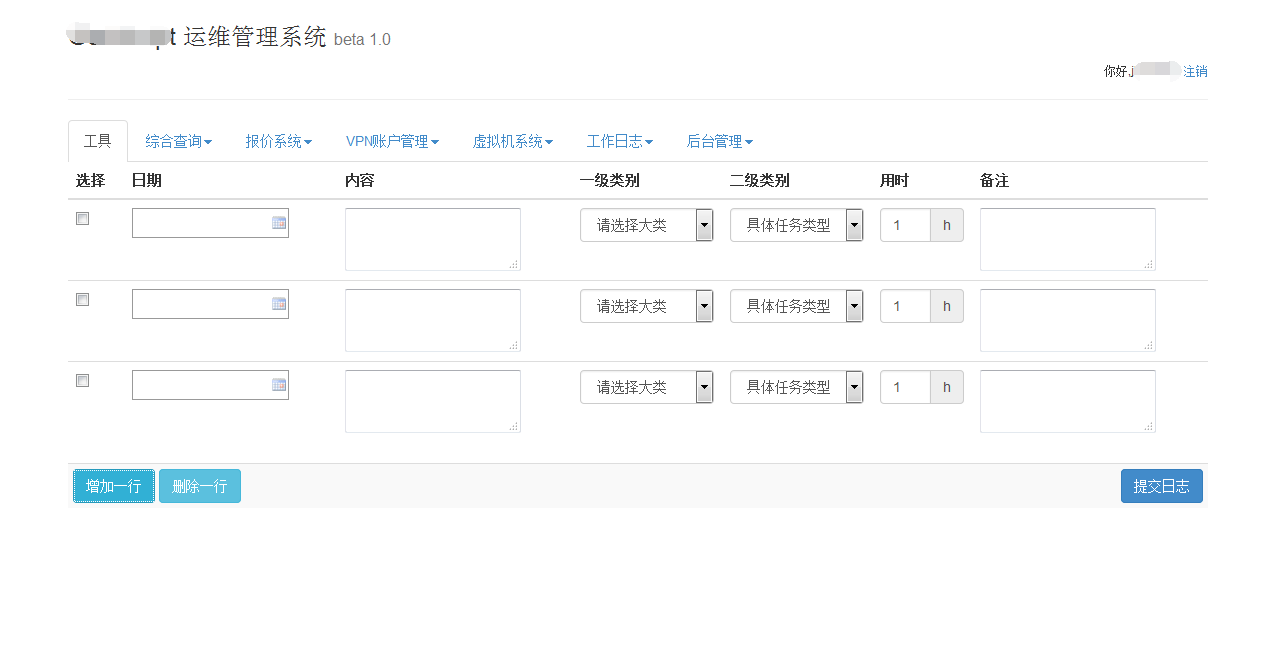 运维管理系统 beta 1.0
你好 注销
工具 综合查询 报价系统 VPN账户管理 虚拟机系统 工作日志 后台管理
选择 日期 内容 一级类别 二级类别 用时 备注
请选择大类 具体任务类型 1 h
请选择大类 具体任务类型 1 h
请选择大类 具体任务类型 1 h
增加一行 删除一行 提交日志